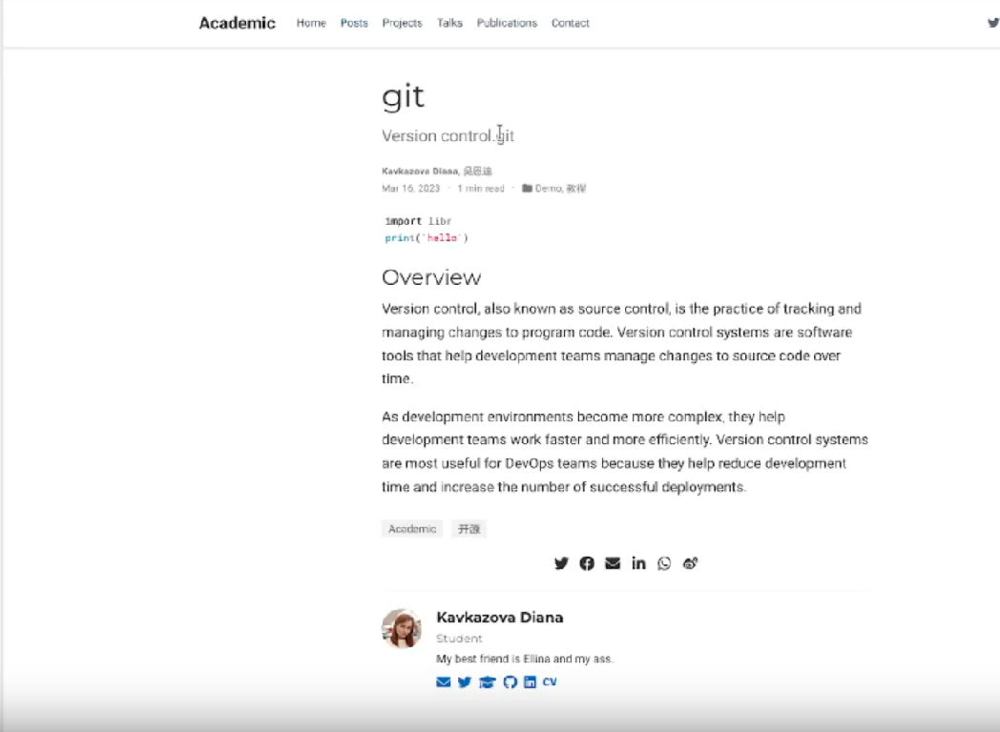 Academic Home Posts Projects Talks Publications Contact
git
Version control.git
Kavkazova Diana, 吳恩達
Mar 16, 2023 · 1 min read · Demo, 教程
import libr
print('hello')
Overview
Version control, also known as source control, is the practice of tracking and
managing changes to program code. Version control systems are software
tools that help development teams manage changes to source code over
time.
As development environments become more complex, they help
development teams work faster and more efficiently. Version control systems
are most useful for DevOps teams because they help reduce development
time and increase the number of successful deployments.
Academic 开源
Kavkazova Diana
Student
My best friend is Ellina and my ass.
CV